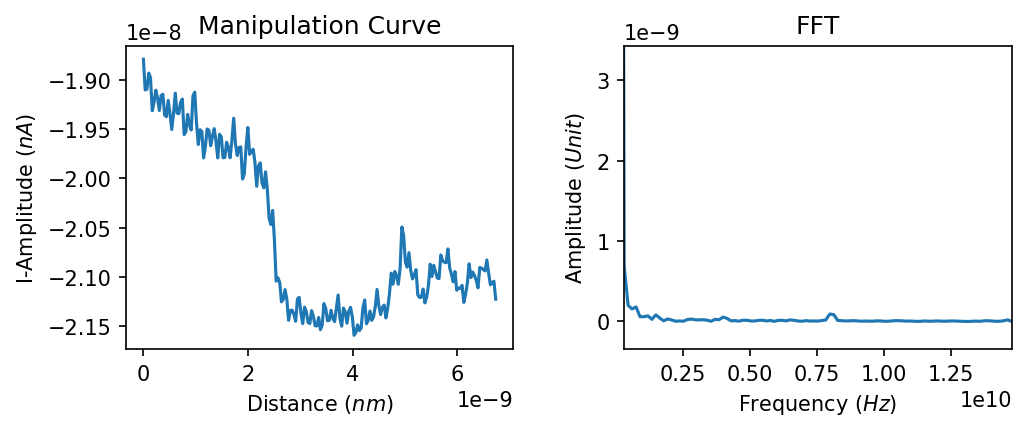 Manipulation Curve
1e−8
−1.90
−1.95
−2.00
−2.05
−2.10
−2.15
I-Amplitude (nA)
0
2
4
6
1e−9
Distance (nm)
FFT
1e−9
3
2
1
0
Amplitude (Unit)
0.25
0.50
0.75
1.00
1.25
1e10
Frequency (Hz)